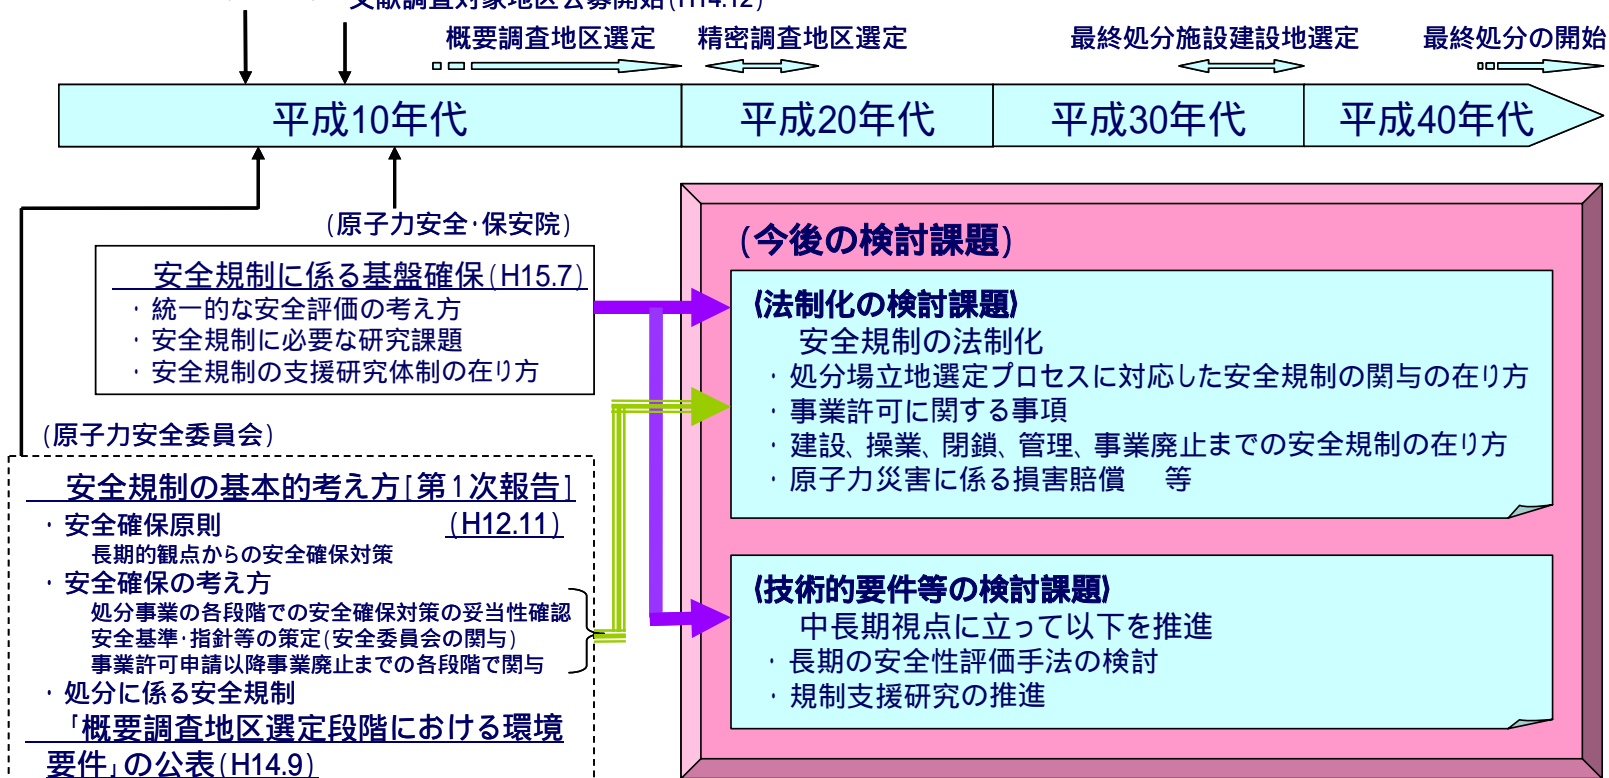 文献調査対象地区公募開始(H14.12)
概要調査地区選定
精密調査地区選定
最終処分施設建設地選定
最終処分の開始
平成10年代
平成20年代
平成30年代
平成40年代
(原子力安全・保安院)
安全規制に係る基盤確保(H15.7)
・統一的な安全評価の考え方
・安全規制に必要な研究課題
・安全規制の支援研究体制の在り方
(原子力安全委員会)
安全規制の基本的考え方[第1次報告]
(H12.11)
・安全確保原則
長期的観点からの安全確保対策
・安全確保の考え方
処分事業の各段階での安全確保対策の妥当性確認
安全基準・指針等の策定(安全委員会の関与)
事業許可申請以降事業廃止までの各段階で関与
・処分に係る安全規制
「概要調査地区選定段階における環境
要件」の公表(H14.9)
(今後の検討課題)
(法制化の検討課題)
安全規制の法制化
・処分場立地選定プロセスに対応した安全規制の関与の在り方
・事業許可に関する事項
・建設、操業、閉鎖、管理、事業廃止までの安全規制の在り方
・原子力災害に係る損害賠償 等
(技術的要件等の検討課題)
中長期視点に立って以下を推進
・長期の安全性評価手法の検討
・規制支援研究の推進